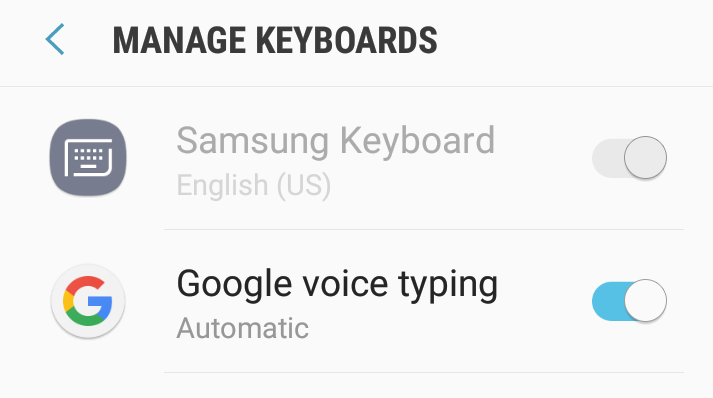 MANAGE KEYBOARDS
Samsung Keyboard
English (US)
Google voice typing
Automatic